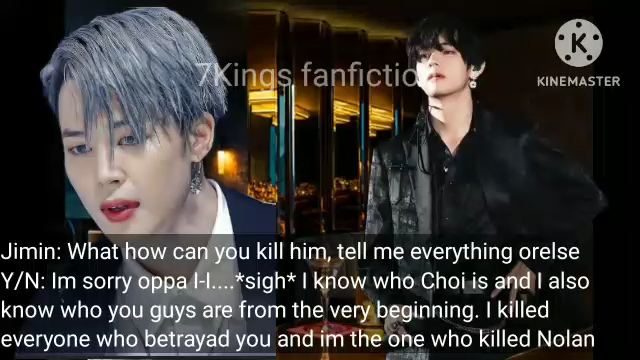 7Kings fanfiction
KINEMASTER
Jimin: What how can you kill him, tell me everything orelse
Y/N: Im sorry oppa I-I....*sigh* I know who Choi is and I also
know who you guys are from the very beginning. I killed
everyone who betrayad you and im the one who killed Nolan